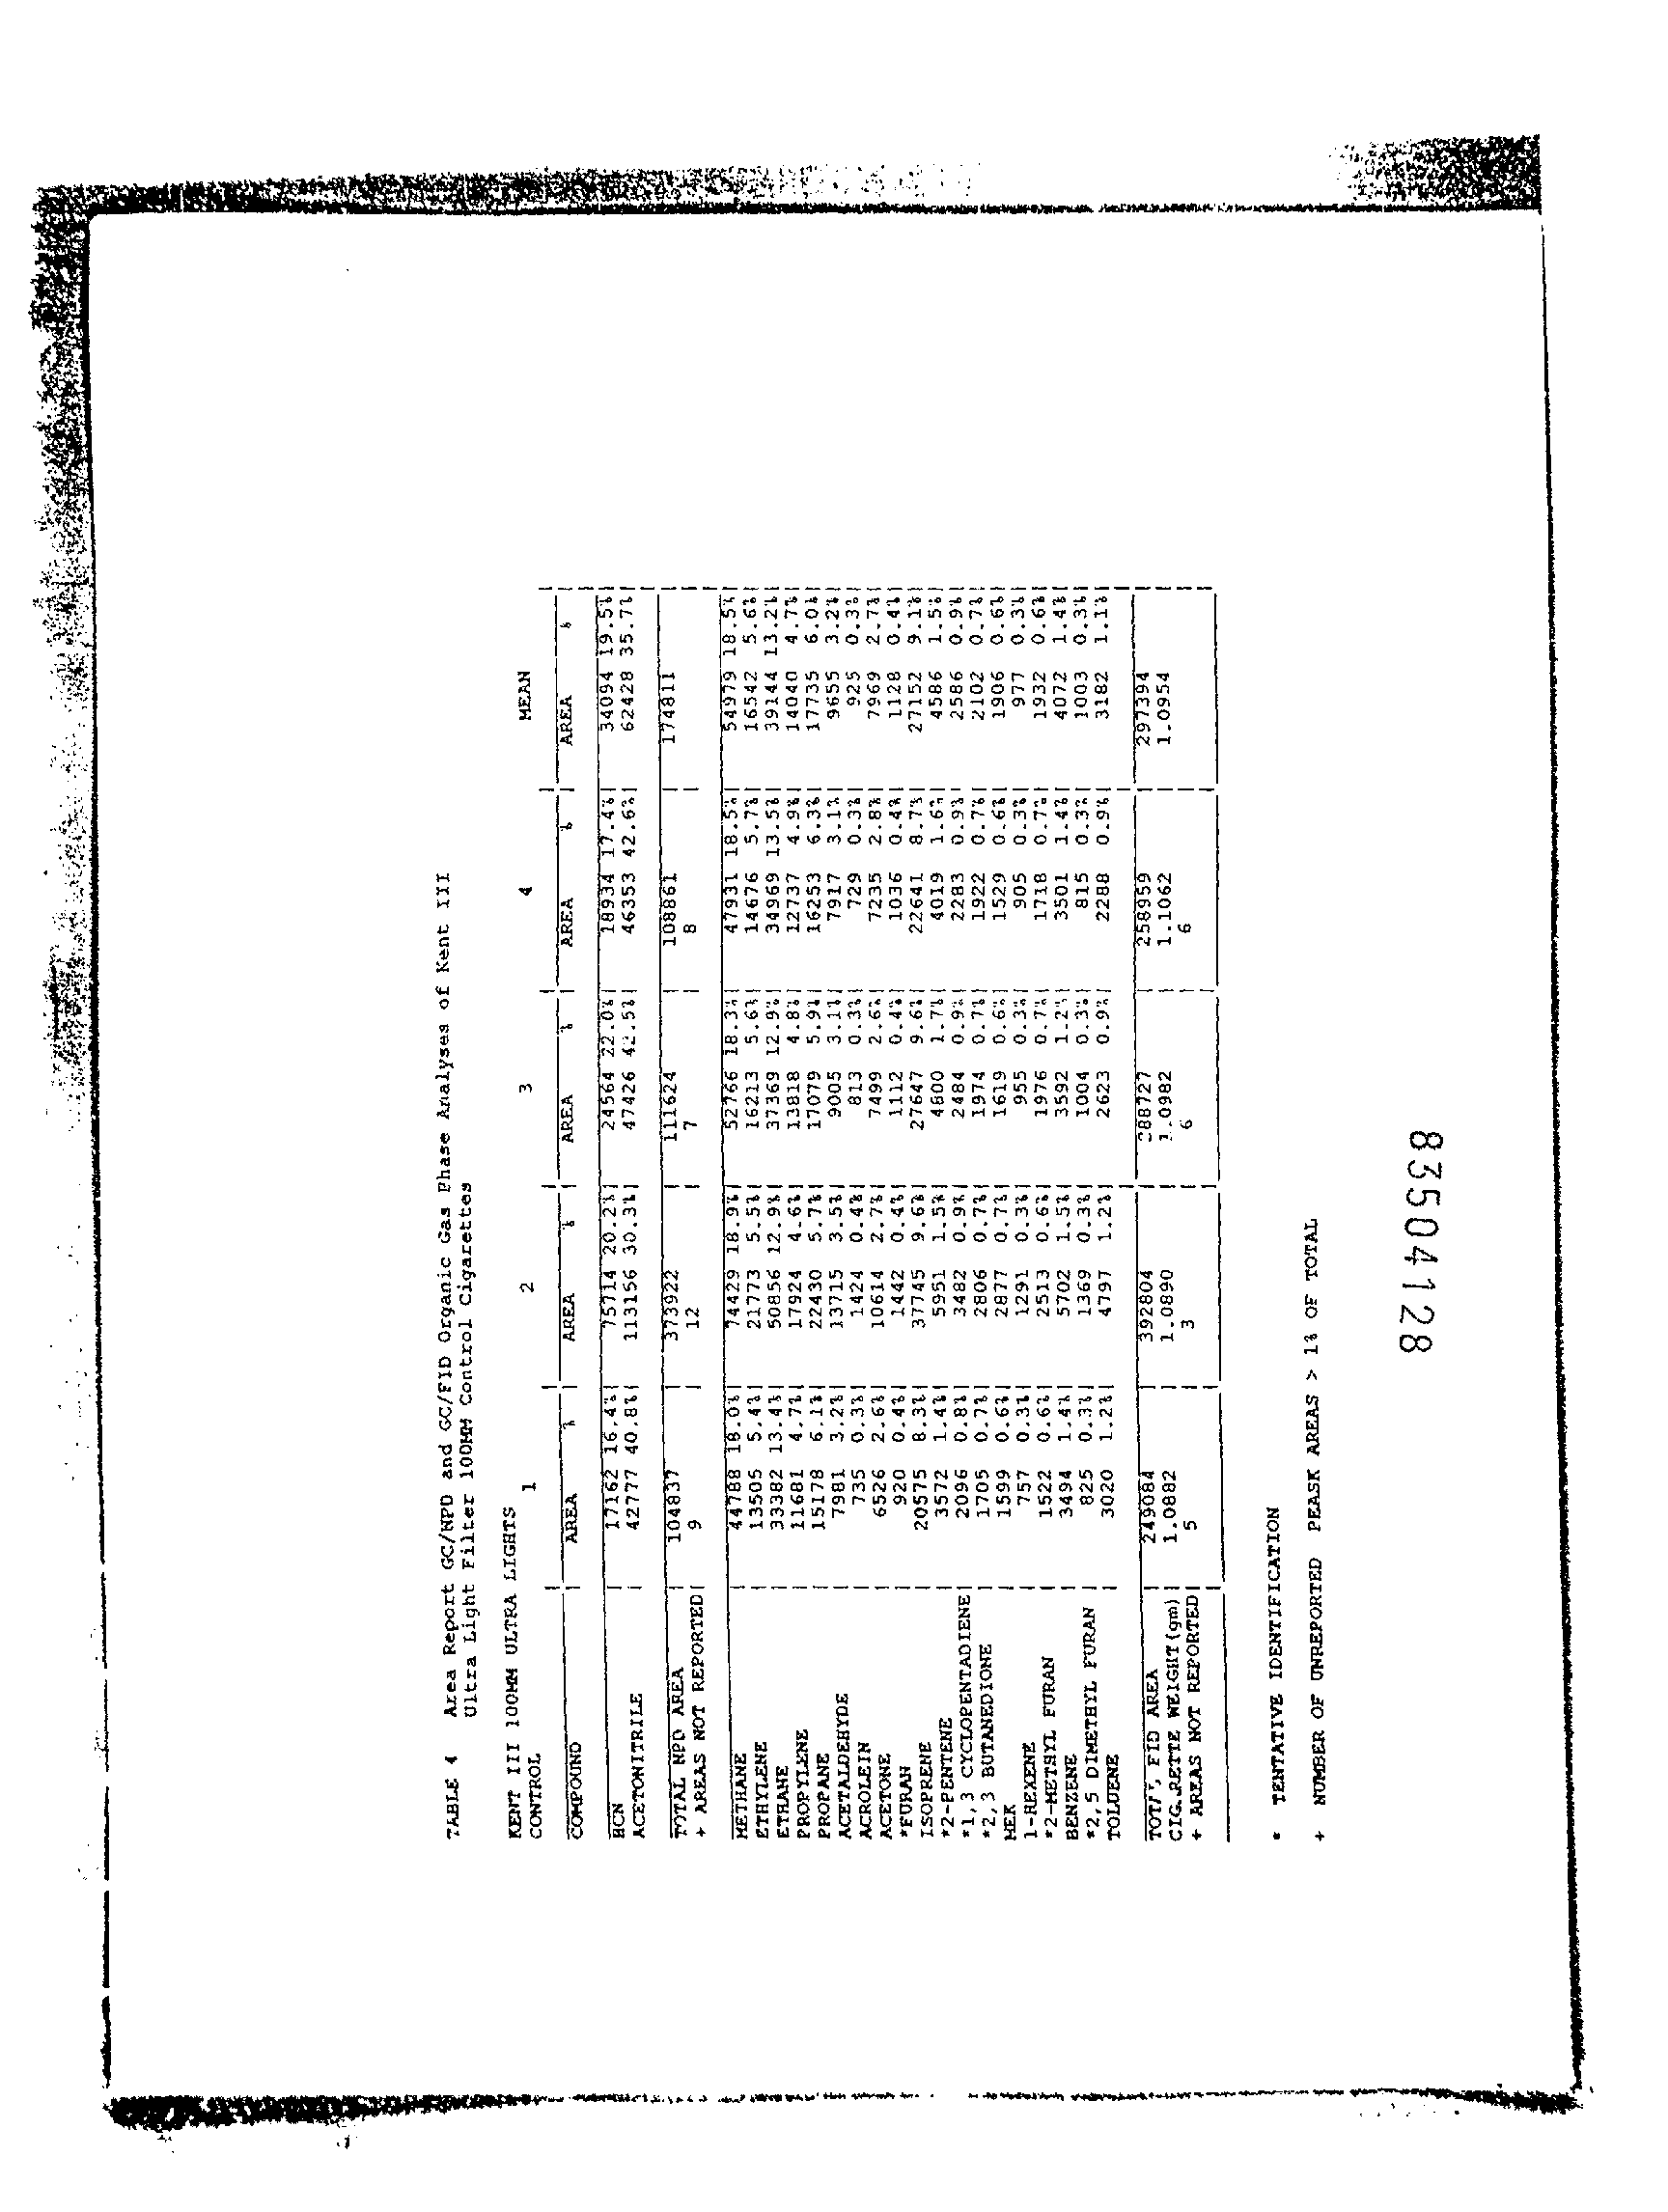 TABLE 4 Area Report GC/NPD and GC/FID Organic Gas Phase Analyses of Kent III
Ultra Light Filter 100MM Control Cigarettes
KENT III 100MM ULTRA LIGHTS
CONTROL 1 2 3 4 MEAN
COMPOUND AREA % AREA % AREA % AREA % AREA %
HCN 17162 16.4% 75714 20.2% 24564 22.0% 18934 17.4% 34094 19.5%
ACETONITRILE 42777 40.8% 113156 30.3% 47426 42.5% 46353 42.6% 62428 35.7%
TOTAL NPD AREA 104837 373922 111624 108861 174811
+ AREAS NOT REPORTED 9 12 7 8
METHANE 44788 18.0% 74429 18.9% 52766 18.3% 47931 18.5% 54979 18.5%
ETHYLENE 13505 5.4% 21773 5.5% 16213 5.6% 14676 5.7% 16542 5.6%
ETHANE 33382 13.4% 50856 12.9% 37369 12.9% 34969 13.5% 39144 13.2%
PROPYLENE 11681 4.7% 17924 4.6% 13818 4.8% 12737 4.9% 14040 4.7%
PROPANE 15178 6.1% 22430 5.7% 17079 5.9% 16253 6.3% 17735 6.0%
ACETALDEHYDE 7981 3.2% 13715 3.5% 9005 3.1% 7917 3.1% 9655 3.2%
ACROLEIN 735 0.3% 1424 0.4% 813 0.3% 729 0.3% 925 0.3%
ACETONE 6526 2.6% 10614 2.7% 7499 2.6% 7235 2.8% 7969 2.7%
*FURAN 920 0.4% 1442 0.4% 1112 0.4% 1036 0.4% 1128 0.4%
ISOPRENE 20575 8.3% 37745 9.6% 27647 9.6% 22641 8.7% 27152 9.1%
*2-PENTENE 3572 1.4% 5951 1.5% 4800 1.7% 4019 1.6% 4586 1.5%
*1,3 CYCLOPENTADIENE 2096 0.8% 3482 0.9% 2484 0.9% 2283 0.9% 2586 0.9%
*2,3 BUTANEDIONE 1705 0.7% 2806 0.7% 1974 0.7% 1922 0.7% 2102 0.7%
MEK 1599 0.6% 2877 0.7% 1619 0.6% 1529 0.6% 1906 0.6%
1-HEXENE 757 0.3% 1291 0.3% 955 0.3% 905 0.3% 977 0.3%
*2-METHYL FURAN 1522 0.6% 2513 0.6% 1976 0.7% 1718 0.7% 1932 0.6%
BENZENE 3494 1.4% 5702 1.5% 3592 1.2% 3501 1.4% 4072 1.4%
*2,5 DIMETHYL FURAN 825 0.3% 1369 0.3% 1004 0.3% 815 0.3% 1003 0.3%
TOLUENE 3020 1.2% 4797 1.2% 2623 0.9% 2288 0.9% 3182 1.1%
FID AREA 249084 392804 288727 258959 297394
CIGARETTE WEIGHT(gm) 1.0882 1.0890 1.0982 1.1062 1.0954
+ AREAS NOT REPORTED 5 3 6 6
* TENTATIVE IDENTIFICATION
+ NUMBER OF UNREPORTED PEASK AREAS > 1% OF TOTAL
83504128